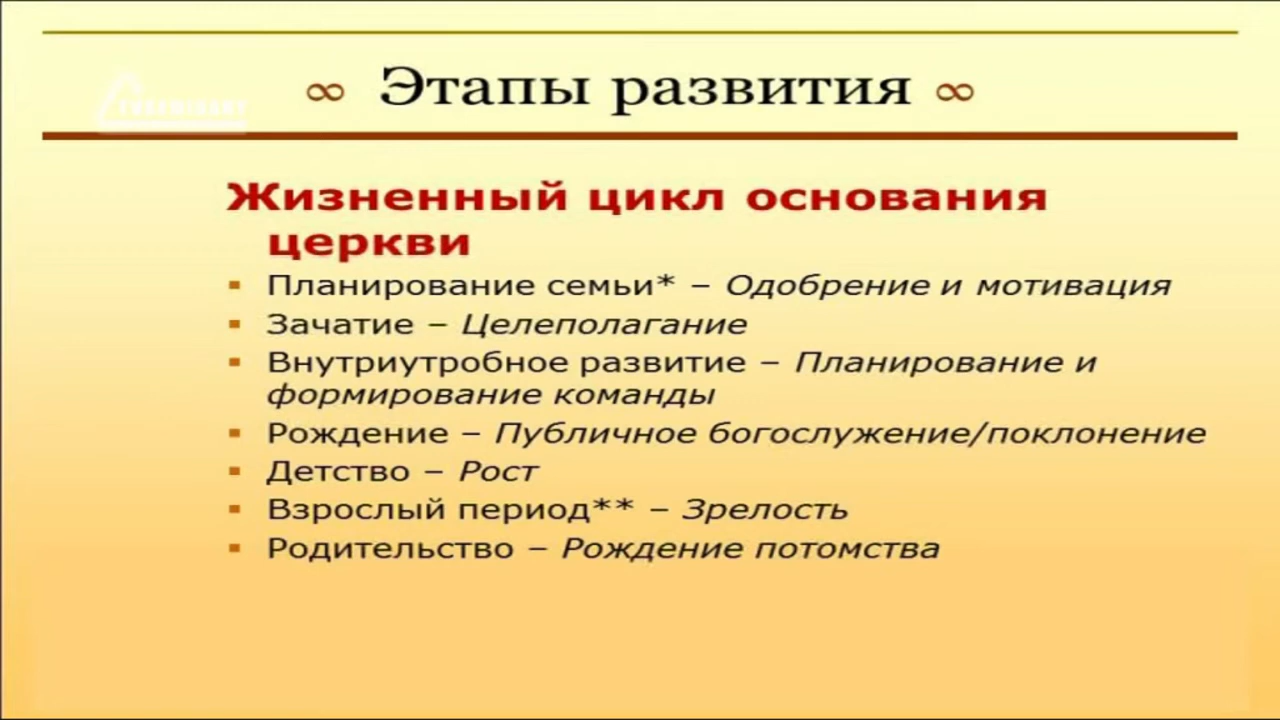 ∞ Этапы развития ∞
Жизненный цикл основания
церкви
▪ Планирование семьи* – Одобрение и мотивация
▪ Зачатие – Целеполагание
▪ Внутриутробное развитие – Планирование и
формирование команды
▪ Рождение – Публичное богослужение/поклонение
▪ Детство – Рост
▪ Взрослый период** – Зрелость
▪ Родительство – Рождение потомства